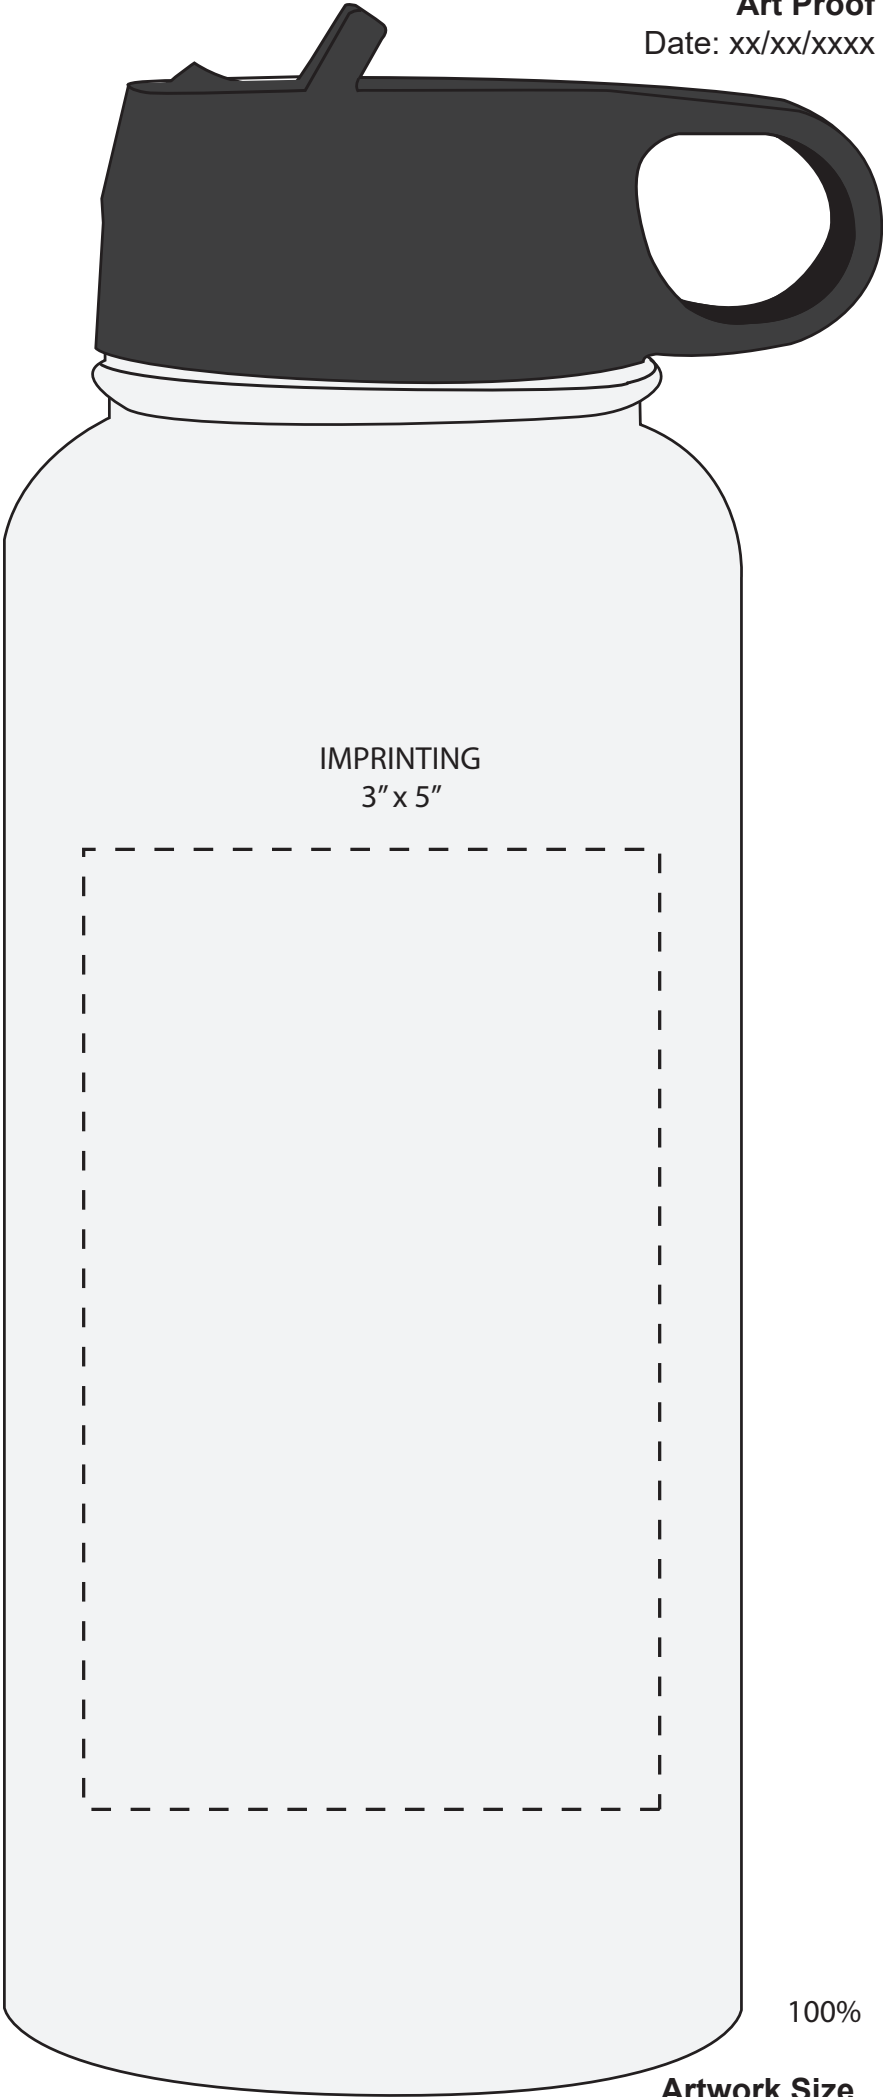 Art Proof
Date: xx/xx/xxxx
IMPRINTING
3” x 5”
100%
Artwork Size